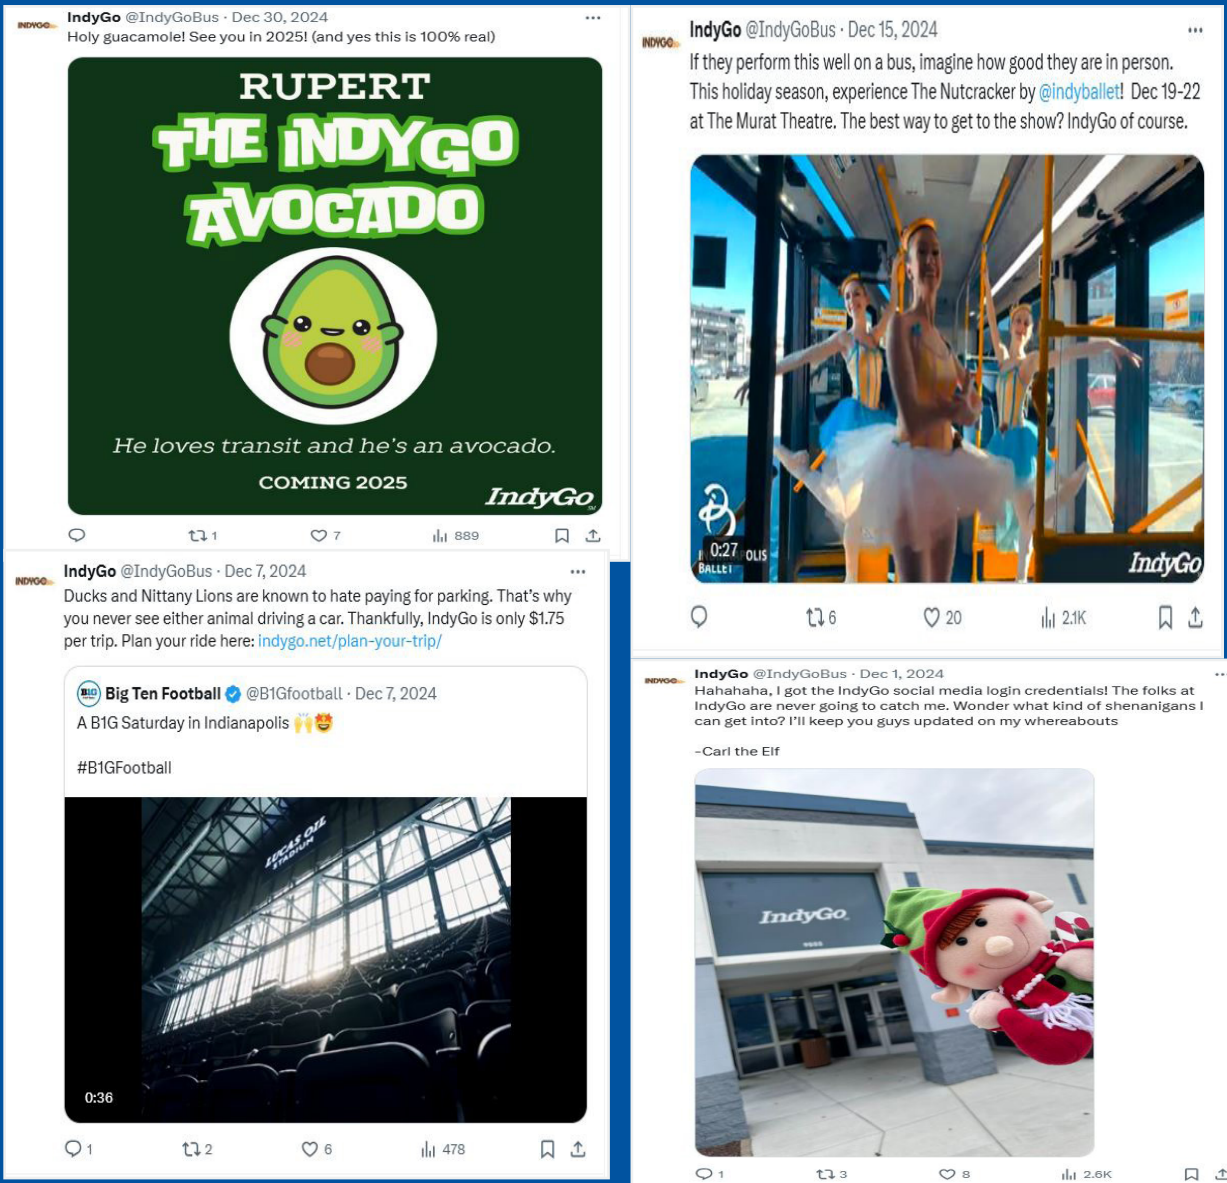 IndyGo @IndyGoBus · Dec 30, 2024
Holy guacamole! See you in 2025! (and yes this is 100% real)
RUPERT
THE INDYGO
AVOCADO
He loves transit and he's an avocado.
COMING 2025
IndyGo
1 7 889
INDYGO
IndyGo @IndyGoBus · Dec 15, 2024
If they perform this well on a bus, imagine how good they are in person.
This holiday season, experience The Nutcracker by @indyballet! Dec 19-22
at The Murat Theatre. The best way to get to the show? IndyGo of course.
0:27
BALLET
IndyGo
6 20 2.1K
INDYGO
IndyGo @IndyGoBus · Dec 7, 2024
Ducks and Nittany Lions are known to hate paying for parking. That's why
you never see either animal driving a car. Thankfully, IndyGo is only $1.75
per trip. Plan your ride here: indygo.net/plan-your-trip/
B1G Big Ten Football @B1Gfootball · Dec 7, 2024
A B1G Saturday in Indianapolis 🙌🤩
#B1GFootball
LUCAS OIL
STADIUM
0:36
1 2 6 478
INDYGO
IndyGo @IndyGoBus · Dec 1, 2024
Hahahaha, I got the IndyGo social media login credentials! The folks at
IndyGo are never going to catch me. Wonder what kind of shenanigans I
can get into? I'll keep you guys updated on my whereabouts
-Carl the Elf
IndyGo
1 3 8 2.6K